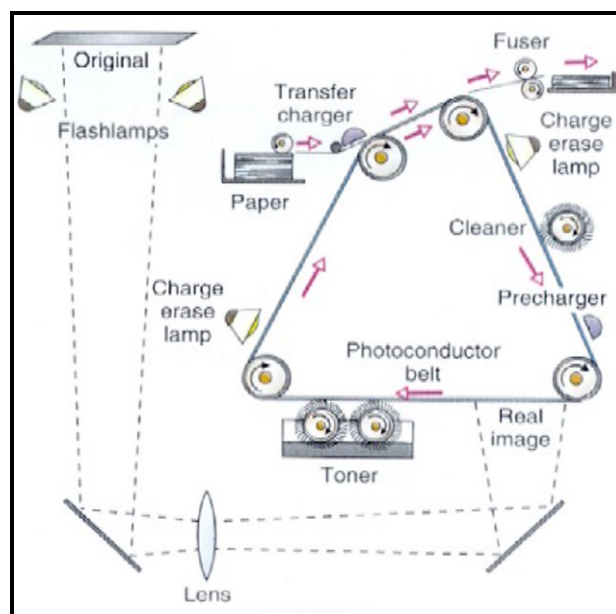 Original
Flashlamps
Transfer
charger
Fuser
Charge
erase
lamp
Paper
Cleaner
Precharger
Charge
erase
lamp
Photoconductor
belt
Real
image
Toner
Lens